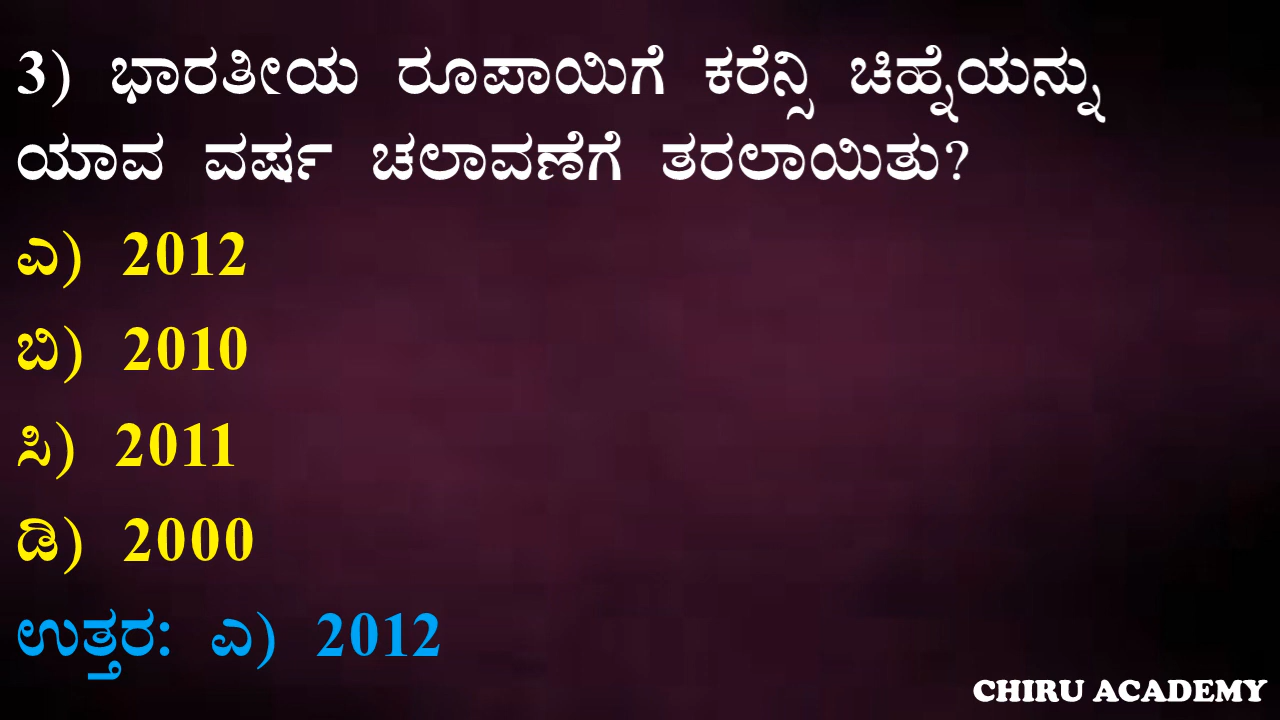 3) ಭಾರತೀಯ ರೂಪಾಯಿಗೆ ಕರೆನ್ಸಿ ಚಿಹ್ನೆಯನ್ನು
ಯಾವ ವರ್ಷ ಚಲಾವಣೆಗೆ ತರಲಾಯಿತು?
ಎ) 2012
ಬಿ) 2010
ಸಿ) 2011
ಡಿ) 2000
ಉತ್ತರ: ಎ) 2012
CHIRU ACADEMY